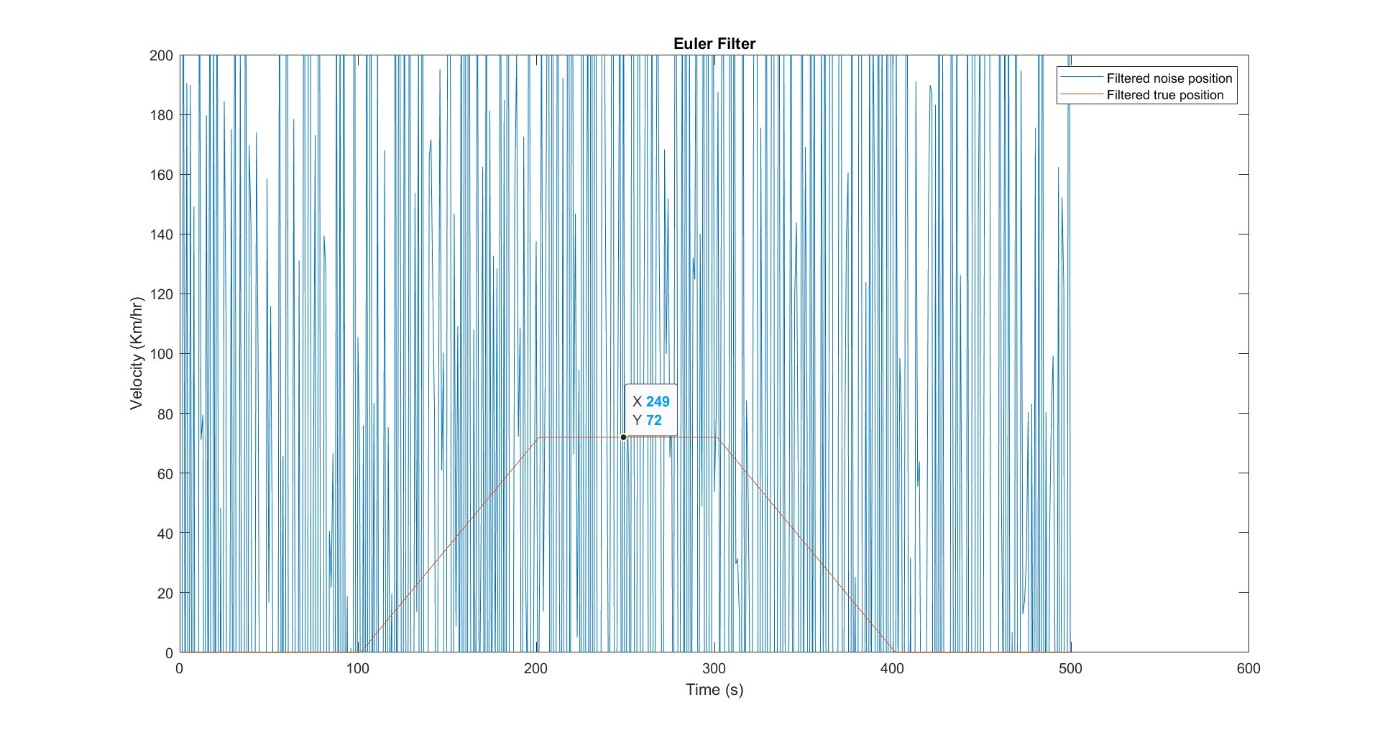 Euler Filter
200
180
160
140
120
100
80
60
40
20
0
Velocity (Km/hr)
Filtered noise position
Filtered true position
X 249
Y 72
0 100 200 300 400 500 600
Time (s)